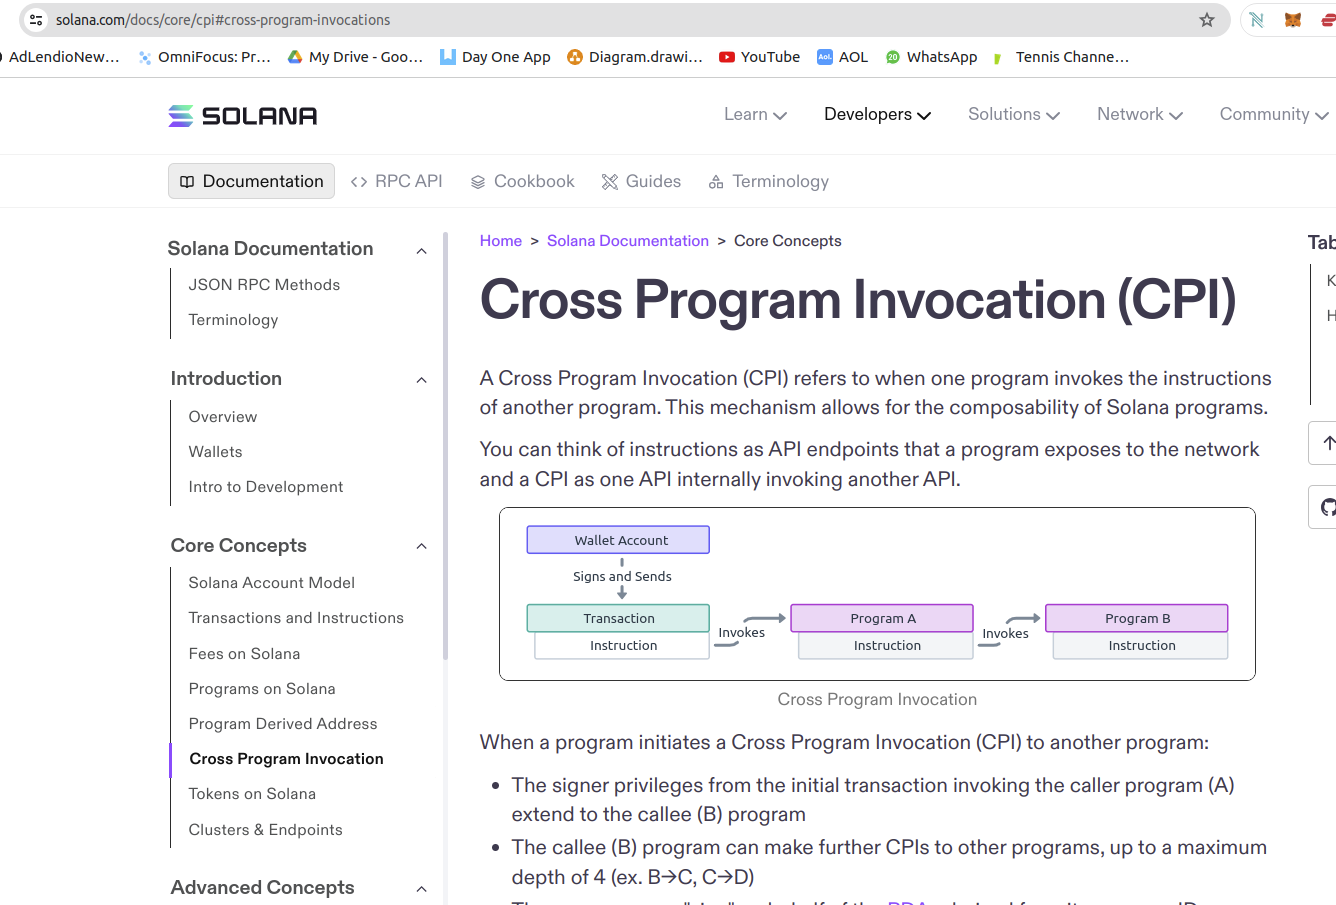 solana.com/docs/core/cpi#cross-program-invocations
AdLendioNew... OmniFocus: Pr... My Drive - Goo... Day One App Diagram.drawi... YouTube Aol. AOL 20 WhatsApp Tennis Channe...
SOLANA Learn Developers Solutions Network Community
Documentation <> RPC API Cookbook Guides Terminology
Solana Documentation
JSON RPC Methods
Terminology
Introduction
Overview
Wallets
Intro to Development
Core Concepts
Solana Account Model
Transactions and Instructions
Fees on Solana
Programs on Solana
Program Derived Address
Cross Program Invocation
Tokens on Solana
Clusters & Endpoints
Advanced Concepts
Home > Solana Documentation > Core Concepts
Cross Program Invocation (CPI)
A Cross Program Invocation (CPI) refers to when one program invokes the instructions
of another program. This mechanism allows for the composability of Solana programs.
You can think of instructions as API endpoints that a program exposes to the network
and a CPI as one API internally invoking another API.
Wallet Account
Signs and Sends
Transaction
Instruction
Invokes
Program A
Instruction
Invokes
Program B
Instruction
Cross Program Invocation
When a program initiates a Cross Program Invocation (CPI) to another program:
• The signer privileges from the initial transaction invoking the caller program (A)
extend to the callee (B) program
• The callee (B) program can make further CPIs to other programs, up to a maximum
depth of 4 (ex. B→C, C→D)
Tab
K
H